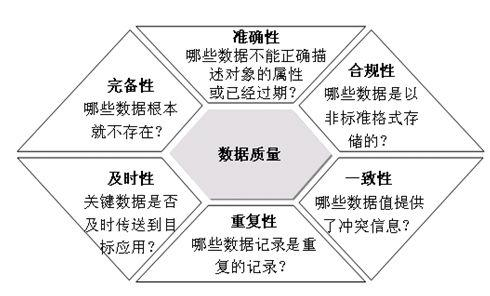 准确性
哪些数据不能正确描
述对象的属性
或已经过期？
完备性
哪些数据根本
就不存在？
合规性
哪些数据是以
非标准格式存
储的？
数据质量
及时性
关键数据是否
及时传送到目
标应用？
一致性
哪些数据值提供
了冲突信息？
重复性
哪些数据记录是重
复的记录？